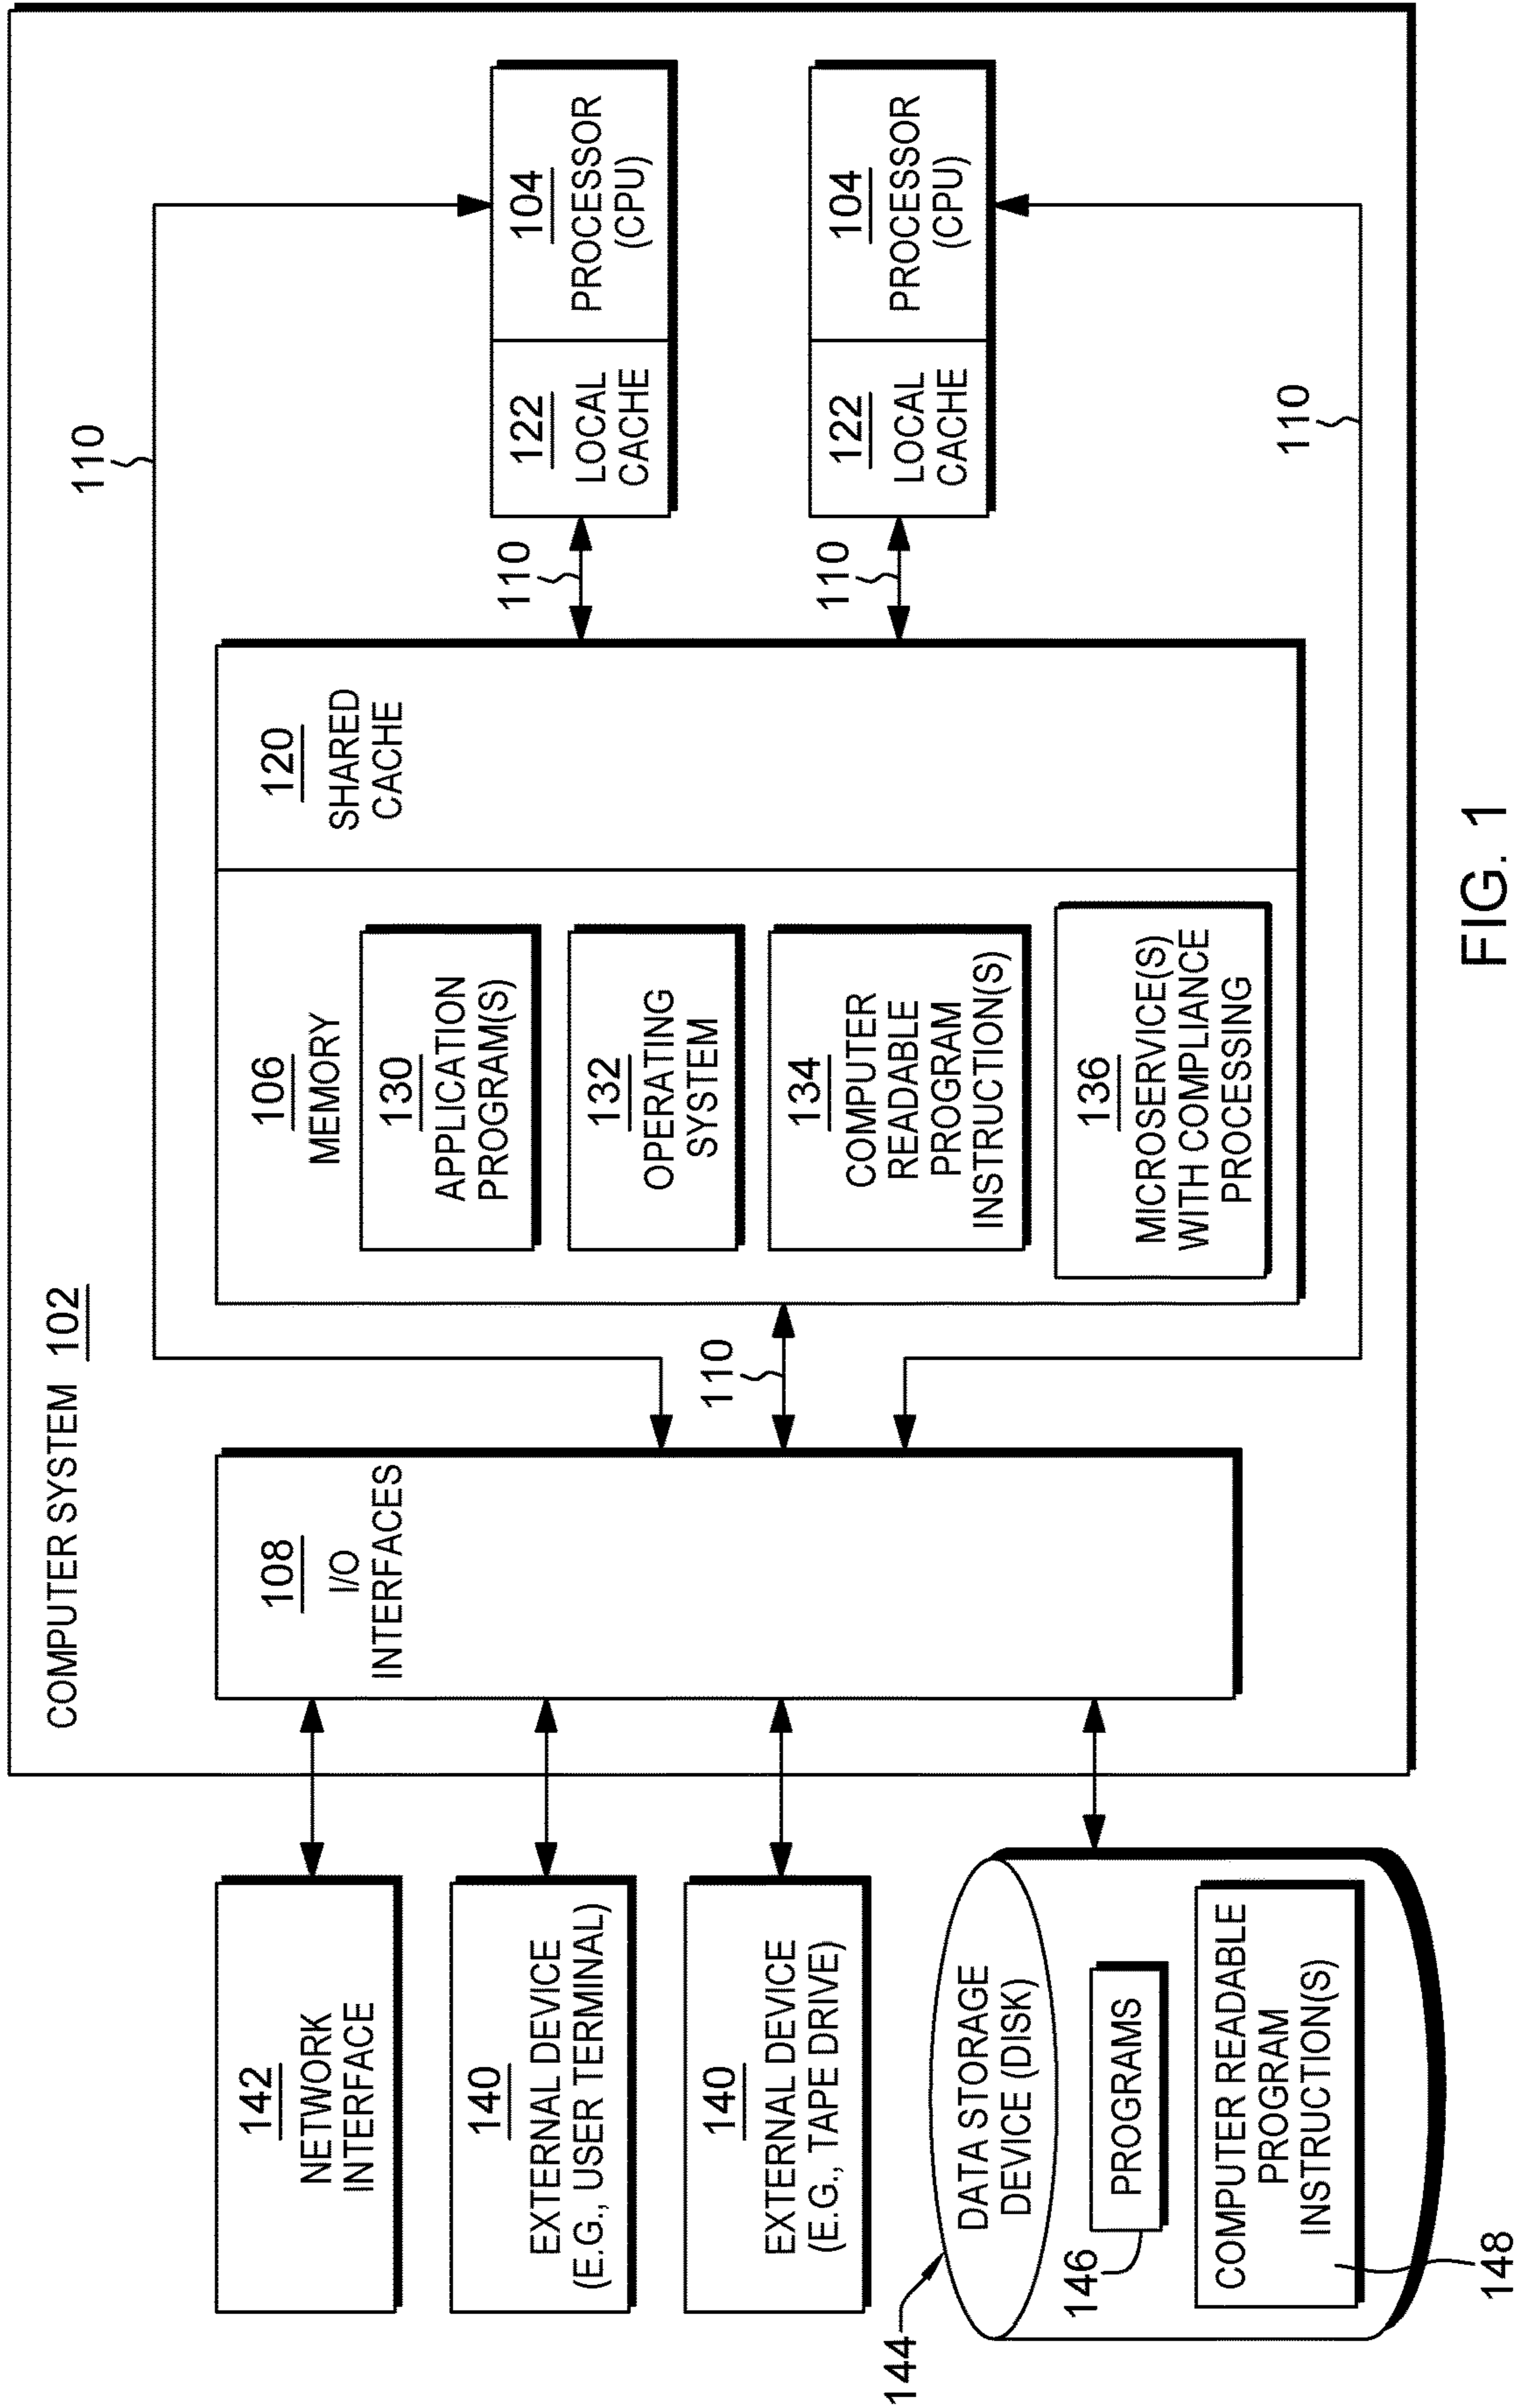 COMPUTER SYSTEM 102
142
NETWORK
INTERFACE
140
EXTERNAL DEVICE
(E.G., USER TERMINAL)
140
EXTERNAL DEVICE
(E.G., TAPE DRIVE)
144
DATA STORAGE
DEVICE (DISK)
146
PROGRAMS
COMPUTER READABLE
PROGRAM
INSTRUCTION(S)
148
108
I/O
INTERFACES
110
110
106
MEMORY
130
APPLICATION
PROGRAM(S)
132
OPERATING
SYSTEM
134
COMPUTER
READABLE
PROGRAM
INSTRUCTION(S)
136
MICROSERVICE(S)
WITH COMPLIANCE
PROCESSING
120
SHARED
CACHE
110
110
122
LOCAL
CACHE
104
PROCESSOR
(CPU)
122
LOCAL
CACHE
104
PROCESSOR
(CPU)
110
FIG. 1